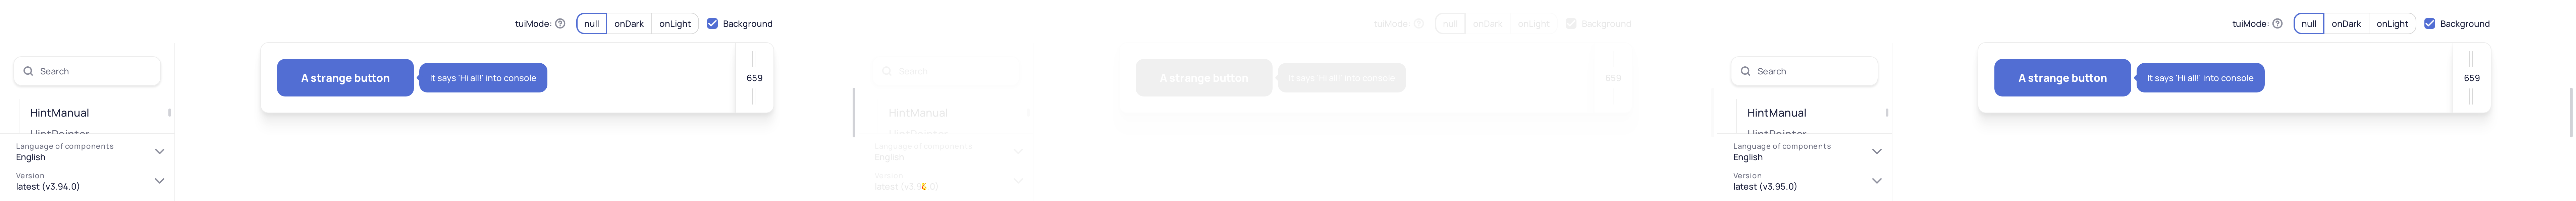 tuiMode: null onDark onLight Background
Search
A strange button It says 'Hi all!' into console 659
HintManual
HintPointer
Language of components
English
Version
latest (v3.94.0)
tuiMode: null onDark onLight Background
Search
A strange button It says 'Hi all!' into console 659
HintManual
HintPointer
Language of components
English
Version
tuiMode: null onDark onLight Background
Search
A strange button It says 'Hi all!' into console 659
HintManual
HintPointer
Language of components
English
Version
latest (v3.95.0)